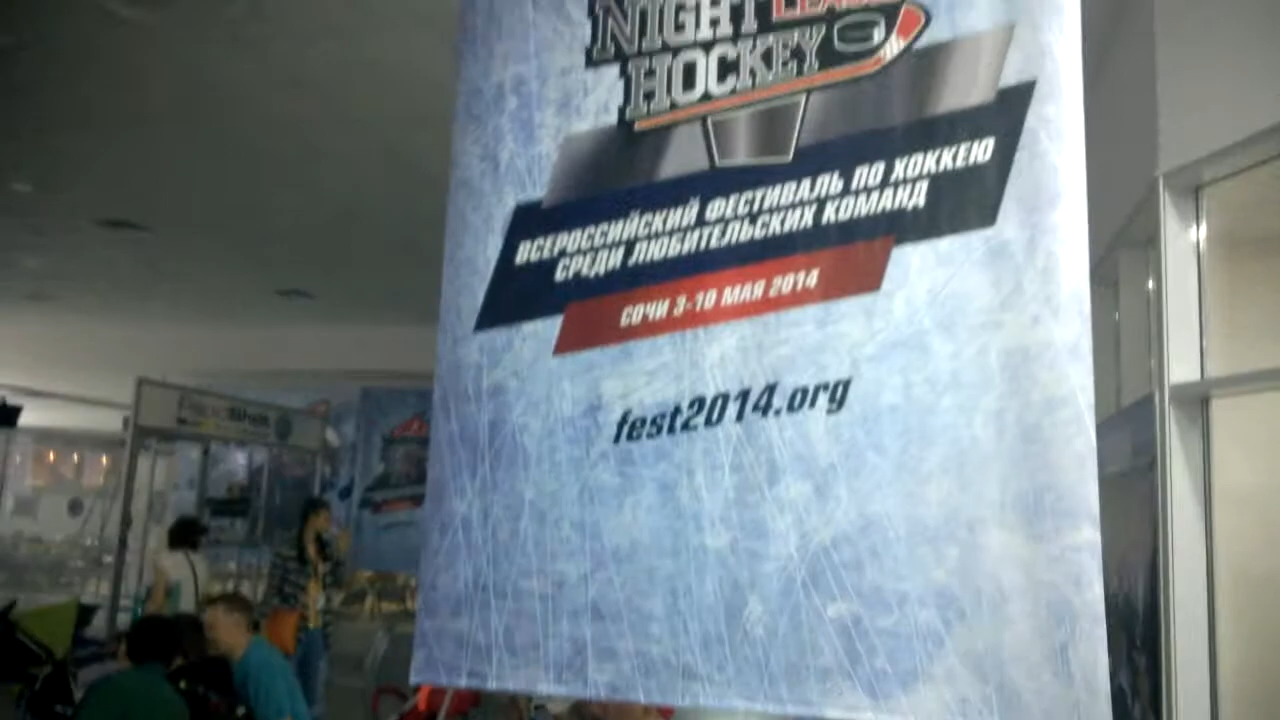 NIGHT
HOCKEY
ВСЕРОССИЙСКИЙ ФЕСТИВАЛЬ ПО ХОККЕЮ
СРЕДИ ЛЮБИТЕЛЬСКИХ КОМАНД
СОЧИ 3-10 МАЯ 2014
fest2014.org